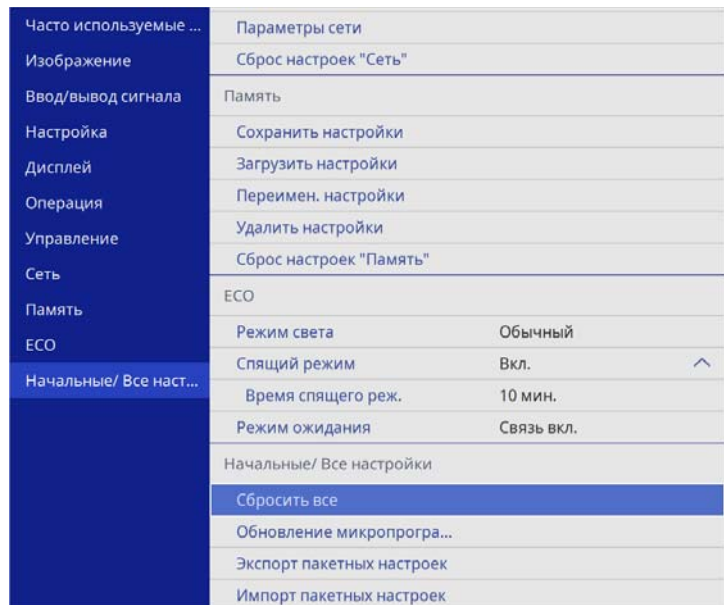 Часто используемые ...
Изображение
Ввод/вывод сигнала
Настройка
Дисплей
Операция
Управление
Сеть
Память
ECO
Начальные/ Все наст...
Параметры сети
Сброс настроек "Сеть"
Память
Сохранить настройки
Загрузить настройки
Переимен. настройки
Удалить настройки
Сброс настроек "Память"
ECO
Режим света Обычный
Спящий режим Вкл.
Время спящего реж. 10 мин.
Режим ожидания Связь вкл.
Начальные/ Все настройки
Сбросить все
Обновление микропрогра...
Экспорт пакетных настроек
Импорт пакетных настроек